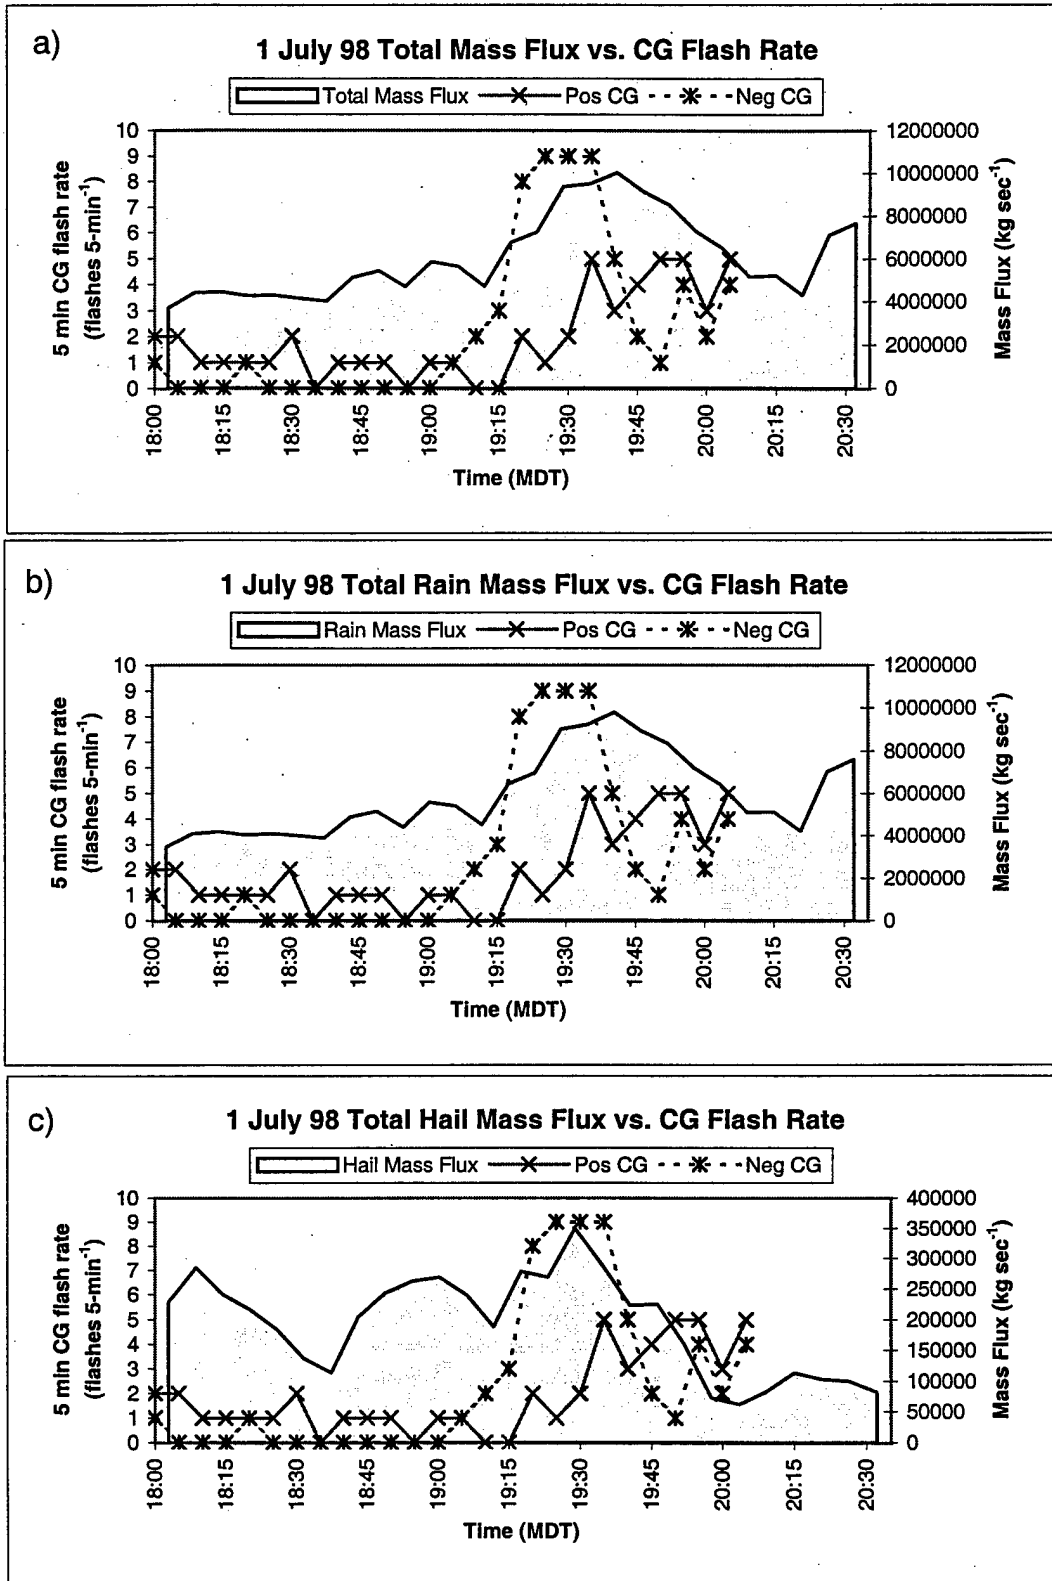 a)
1 July 98 Total Mass Flux vs. CG Flash Rate
Total Mass Flux Pos CG Neg CG
5 min CG flash rate
(flashes 5-min⁻¹)
10
9
8
7
6
5
4
3
2
1
0
12000000
10000000
8000000
6000000
4000000
2000000
0
Mass Flux (kg sec⁻¹)
18:00 18:15 18:30 18:45 19:00 19:15 19:30 19:45 20:00 20:15 20:30
Time (MDT)
b)
1 July 98 Total Rain Mass Flux vs. CG Flash Rate
Rain Mass Flux Pos CG Neg CG
5 min CG flash rate
(flashes 5-min⁻¹)
10
9
8
7
6
5
4
3
2
1
0
12000000
10000000
8000000
6000000
4000000
2000000
0
Mass Flux (kg sec⁻¹)
18:00 18:15 18:30 18:45 19:00 19:15 19:30 19:45 20:00 20:15 20:30
Time (MDT)
c)
1 July 98 Total Hail Mass Flux vs. CG Flash Rate
Hail Mass Flux Pos CG Neg CG
5 min CG flash rate
(flashes 5-min⁻¹)
10
9
8
7
6
5
4
3
2
1
0
400000
350000
300000
250000
200000
150000
100000
50000
0
Mass Flux (kg sec⁻¹)
18:00 18:15 18:30 18:45 19:00 19:15 19:30 19:45 20:00 20:15 20:30
Time (MDT)